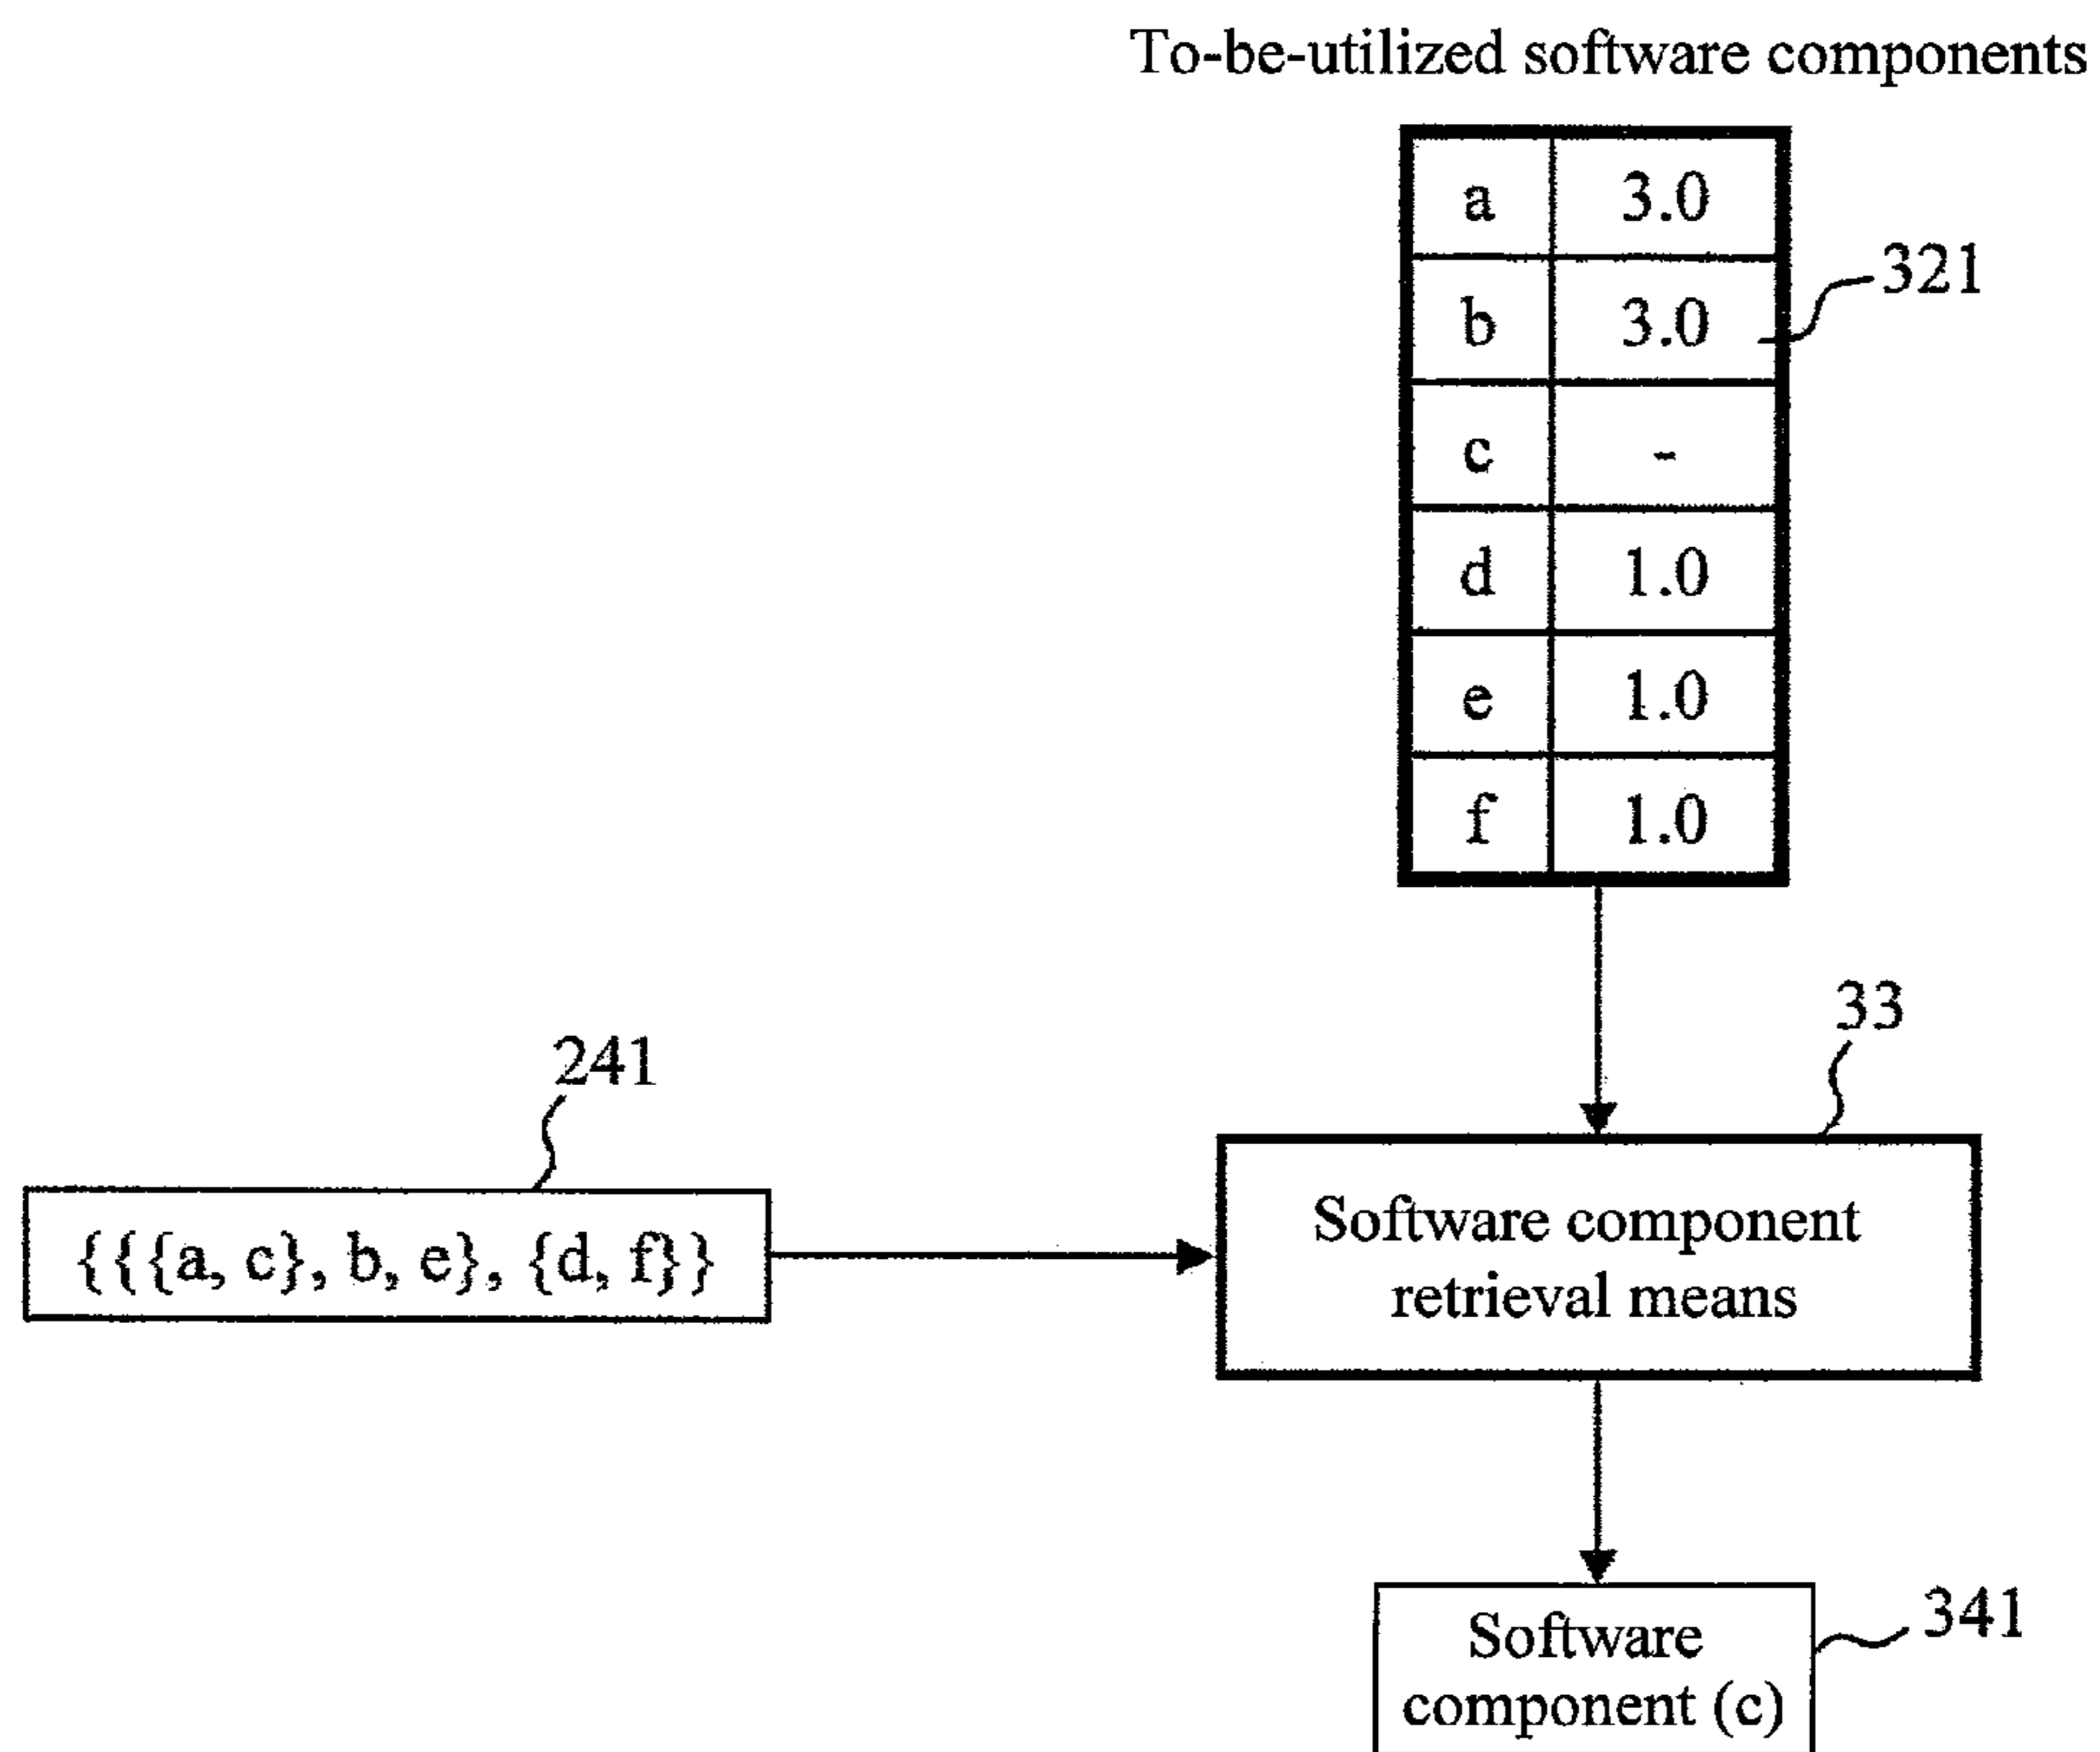 To-be-utilized software components
a 3.0
b 3.0
321
c -
d 1.0
e 1.0
f 1.0
33
241
{{{a, c}, b, e}, {d, f}}
Software component
retrieval means
341
Software
component (c)